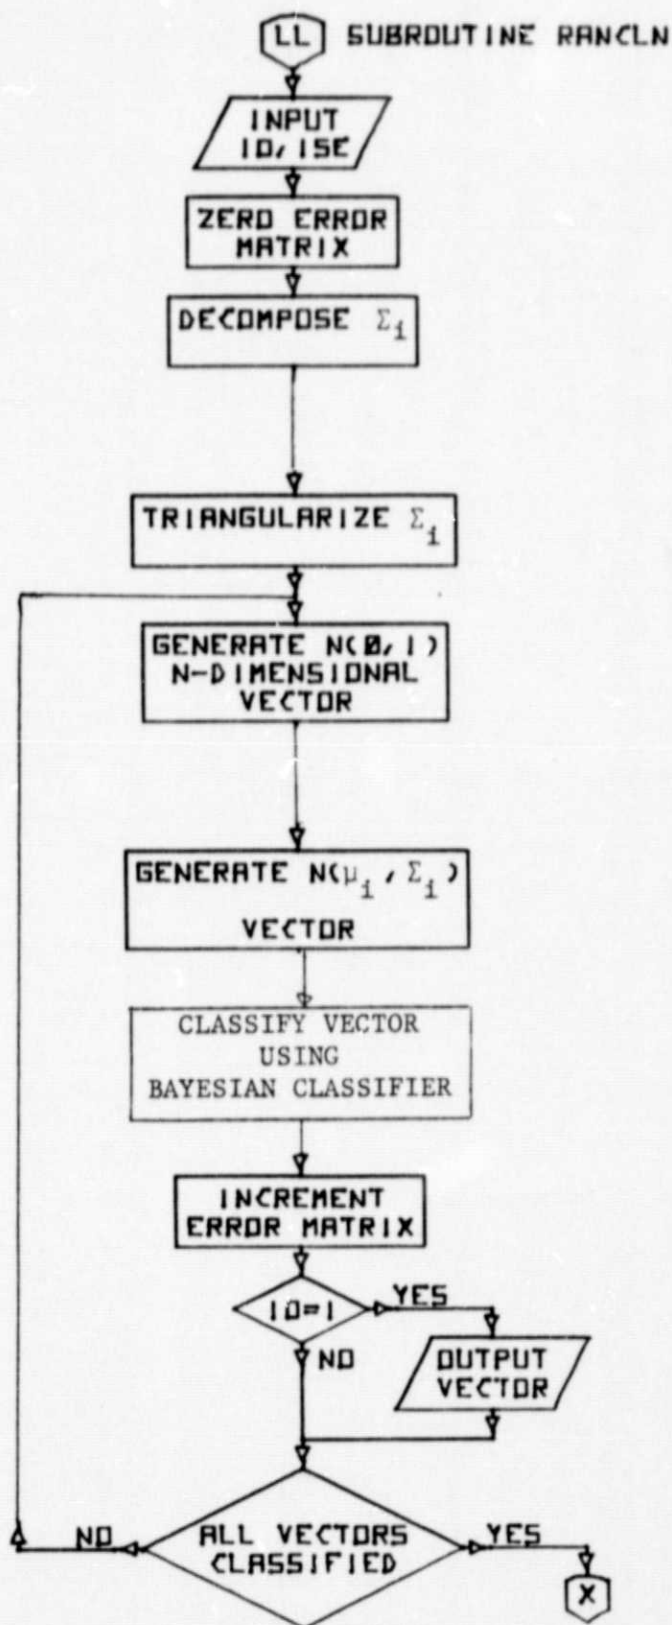 LL SUBROUTINE RANCLN
INPUT
IO, ISE
ZERO ERROR
MATRIX
DECOMPOSE Σi
TRIANGULARIZE Σi
GENERATE N(0,1)
N-DIMENSIONAL
VECTOR
GENERATE N(μi, Σi)
VECTOR
CLASSIFY VECTOR
USING
BAYESIAN CLASSIFIER
INCREMENT
ERROR MATRIX
IO=1
YES
NO
OUTPUT
VECTOR
NO
ALL VECTORS
CLASSIFIED
YES
X